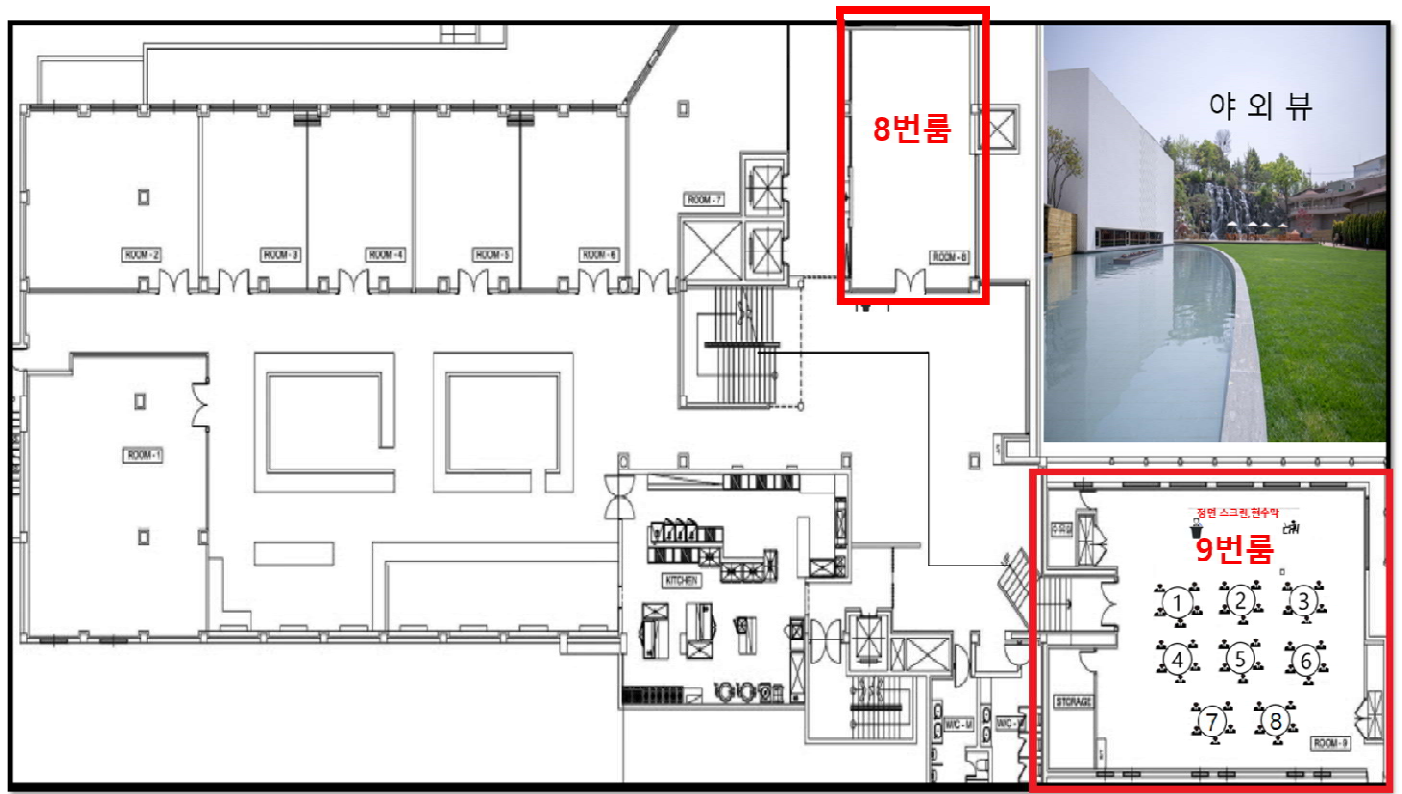 8번룸
야 외 뷰
ROOM - 7
ROOM - 2
ROOM - 3
ROOM - 4
ROOM - 5
ROOM - 6
ROOM - 8
ROOM - 1
정면 스크린,현수막
9번룸
KITCHEN
1
2
3
4
5
6
7
8
STORAGE
W/C - M
W/C -
ROOM - 9